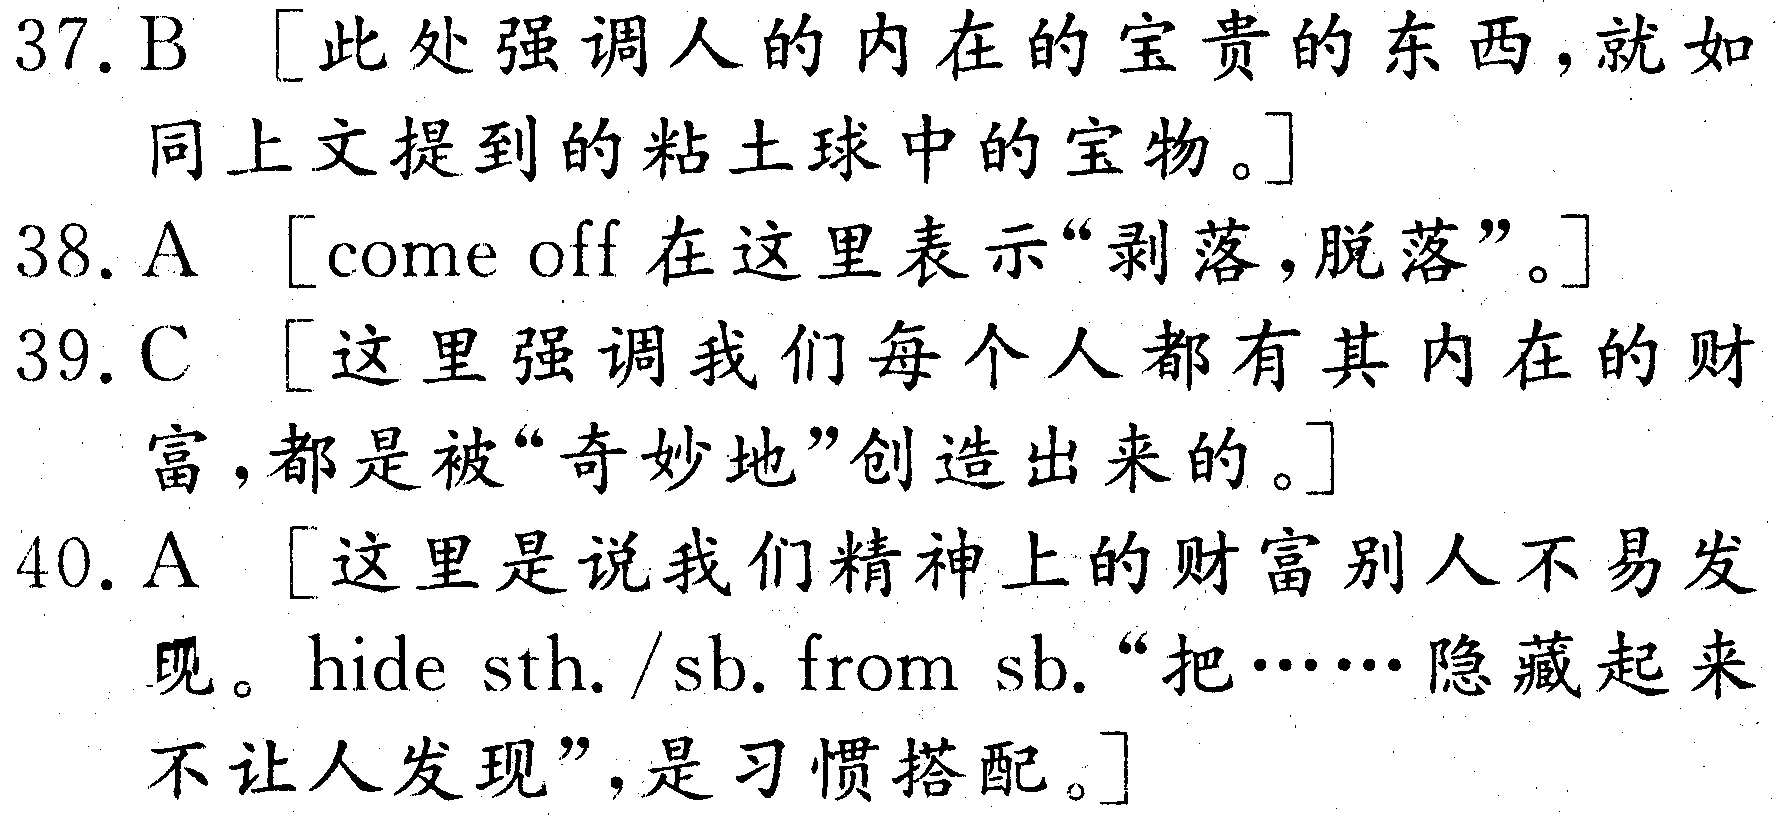 37. B [此处强调人的内在的宝贵的东西,就如
同上文提到的粘土球中的宝物。]
38. A [come off 在这里表示“剥落,脱落”。]
39. C [这里强调我们每个人都有其内在的财
富,都是被“奇妙地”创造出来的。]
40. A [这里是说我们精神上的财富别人不易发
现。hide sth. /sb. from sb. “把……隐藏起来
不让人发现”,是习惯搭配。]